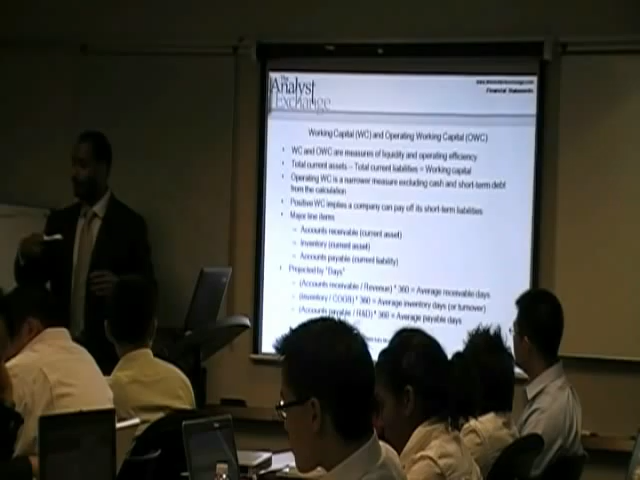 The
Analyst
Exchange
Financial Statements
Working Capital (WC) and Operating Working Capital (OWC)
• WC and OWC are measures of liquidity and operating efficiency
• Total current assets – Total current liabilities = Working capital
• Operating WC is a narrower measure excluding cash and short-term debt
from the calculation
• Positive WC implies a company can pay off its short-term liabilities
• Major line items
– Accounts receivable (current asset)
– Inventory (current asset)
– Accounts payable (current liability)
• Projected by "Days"
– (Accounts receivable / Revenue) * 360 = Average receivable days
– (Inventory / COGS) * 360 = Average inventory days (or turnover)
– (Accounts payable / R&D) * 360 = Average payable days